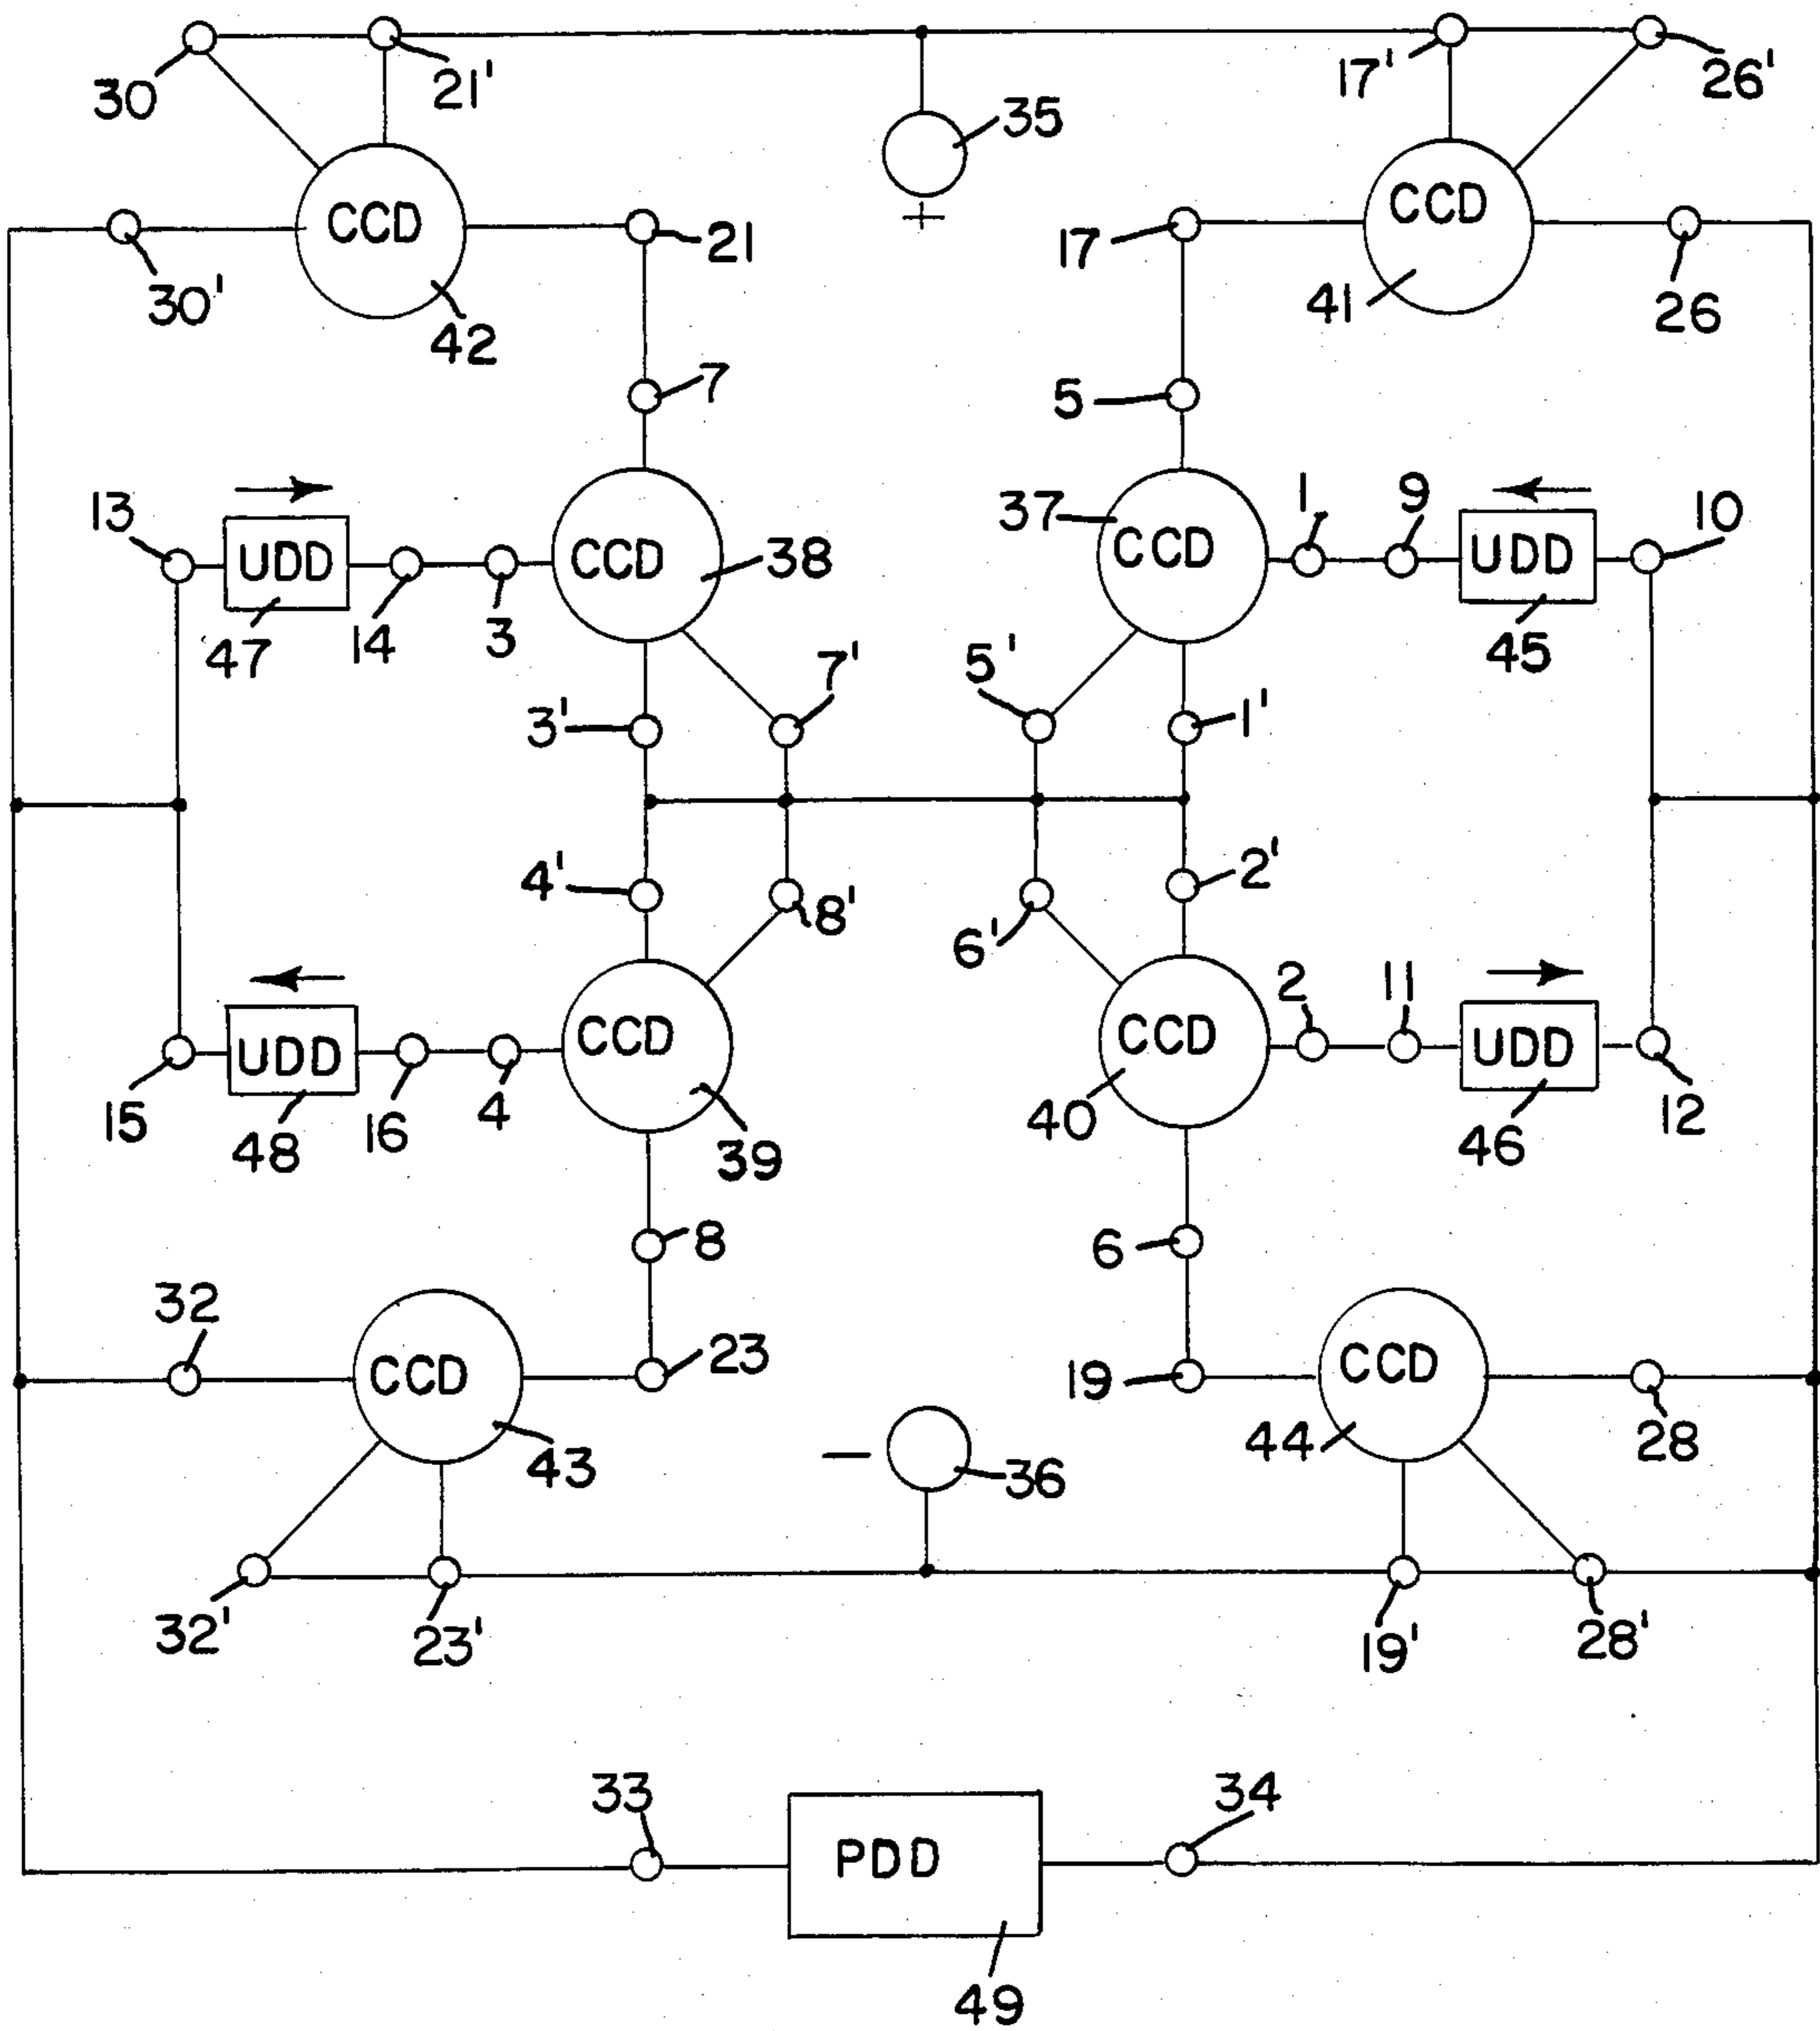 30 21' 17' 26'
35
+
CCD CCD
30' 21 17 26
42 41
7 5
13 14 3 38 37 1 9 10
UDD CCD CCD UDD
47 45
3' 7' 5' 1'
4' 8' 6' 2'
15 16 4 39 40 2 11 12
UDD CCD CCD UDD
48 46
8 6
32 23 19 28
CCD CCD
43 44
−
36
32' 23' 19' 28'
33 34
PDD
49